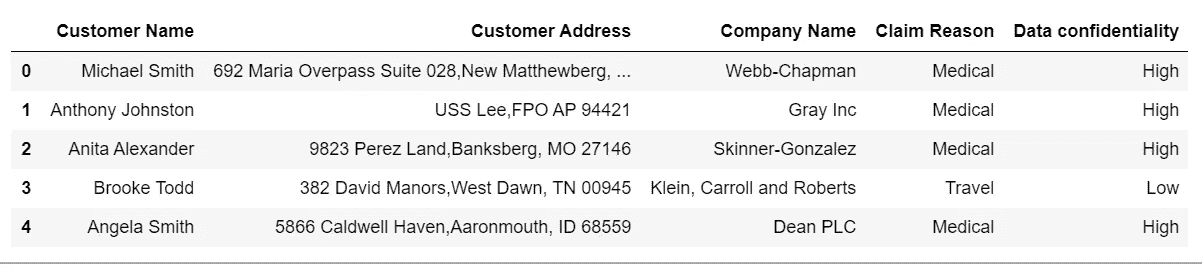 Customer Name Customer Address Company Name Claim Reason Data confidentiality
0 Michael Smith 692 Maria Overpass Suite 028,New Matthewberg, ... Webb-Chapman Medical High
1 Anthony Johnston USS Lee,FPO AP 94421 Gray Inc Medical High
2 Anita Alexander 9823 Perez Land,Banksberg, MO 27146 Skinner-Gonzalez Medical High
3 Brooke Todd 382 David Manors,West Dawn, TN 00945 Klein, Carroll and Roberts Travel Low
4 Angela Smith 5866 Caldwell Haven,Aaronmouth, ID 68559 Dean PLC Medical High